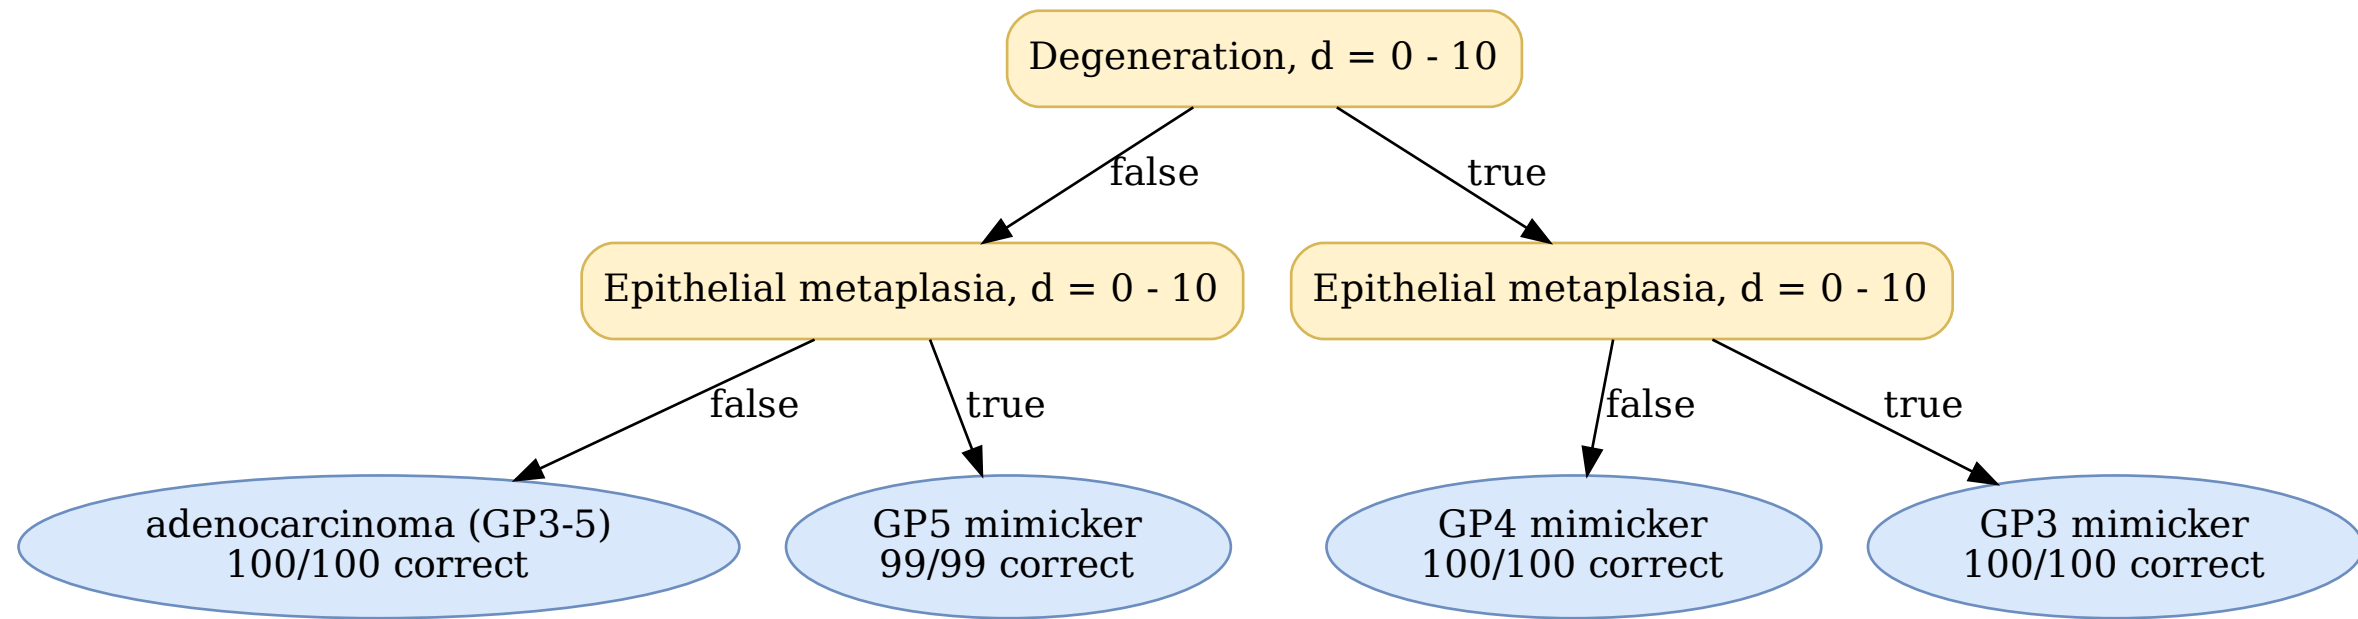 Degeneration, d = 0 - 10
false
true
Epithelial metaplasia, d = 0 - 10
Epithelial metaplasia, d = 0 - 10
false
true
false
true
adenocarcinoma (GP3-5)
100/100 correct
GP5 mimicker
99/99 correct
GP4 mimicker
100/100 correct
GP3 mimicker
100/100 correct